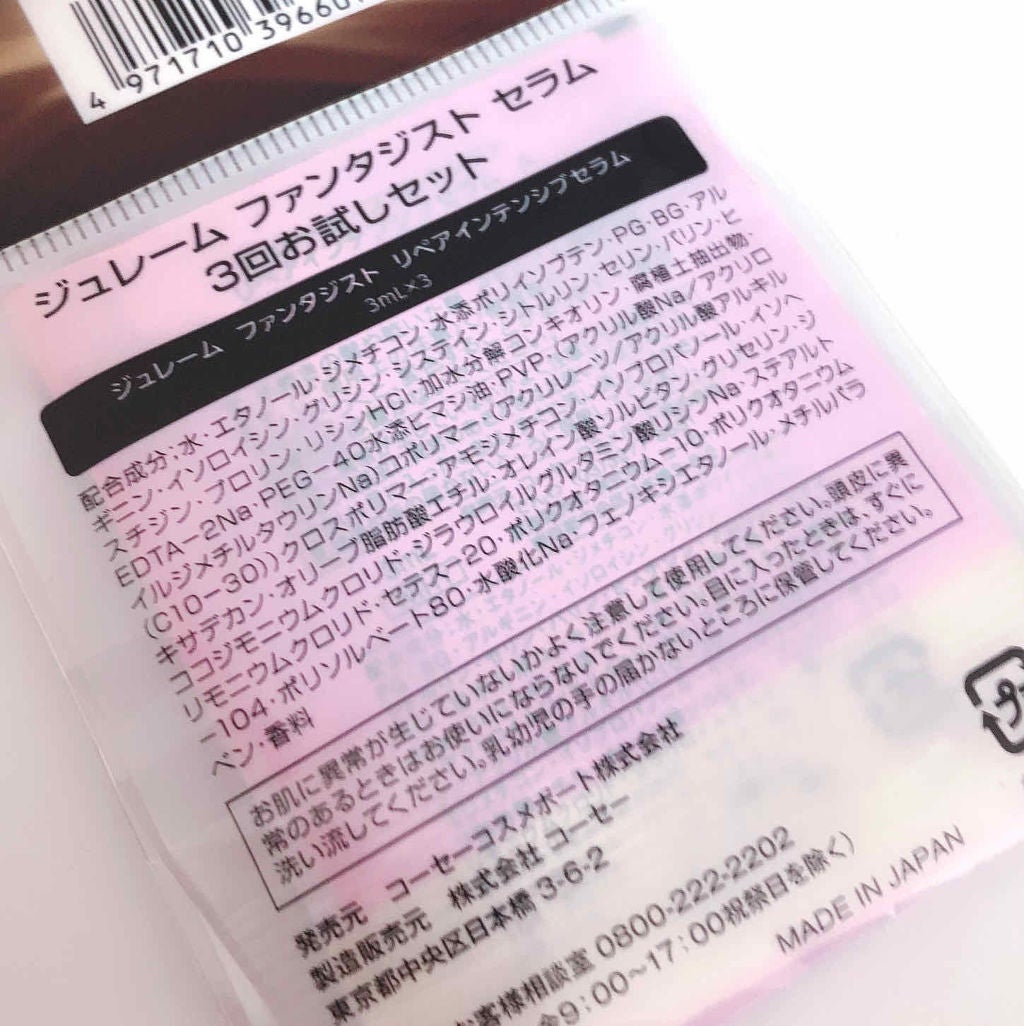 4 971710 39660
ジュレーム ファンタジスト セラム
3回お試しセット
ジュレーム ファンタジスト リペアインテンシブセラム
3mL×3
配合成分:水・エタノール・ジメチコン・水添ポリイソブテン・PG・BG・アル
ギニン・イソロイシン・グリシン・システイン・シトルリン・セリン・バリン・ヒ
スチジン・プロリン・リシンHCl・加水分解コンキオリン・腐植土抽出物・
EDTA-2Na・PEG-40水添ヒマシ油・PVP・(アクリル酸Na/アクリロ
イルジメチルタウリンNa)コポリマー・(アクリレーツ/アクリル酸アルキル
(C10-30))クロスポリマー・アモジメチコン・イソプロパノール・イソヘ
キサデカン・オリーブ脂肪酸エチル・オレイン酸ソルビタン・グリセリン・ジ
ココジモニウムクロリド・ジラウロイルグルタミン酸リシンNa・ステアルト
リモニウムクロリド・セテス-20・ポリクオタニウム-10・ポリクオタニウム
-104・ポリソルベート80・水酸化Na・フェノキシエタノール・メチルパラ
ベン・香料
お肌に異常が生じていないかよく注意して使用してください。頭皮に異
常のあるときはお使いにならないでください。目に入ったときは、すぐに
洗い流してください。乳幼児の手の届かないところに保管してください。
発売元 コーセーコスメポート株式会社
製造販売元 株式会社 コーセー
東京都中央区日本橋 3-6-2
お客様相談室 0800-222-2202
金9:00〜17:00祝祭日を除く)
MADE IN JAPAN
プ